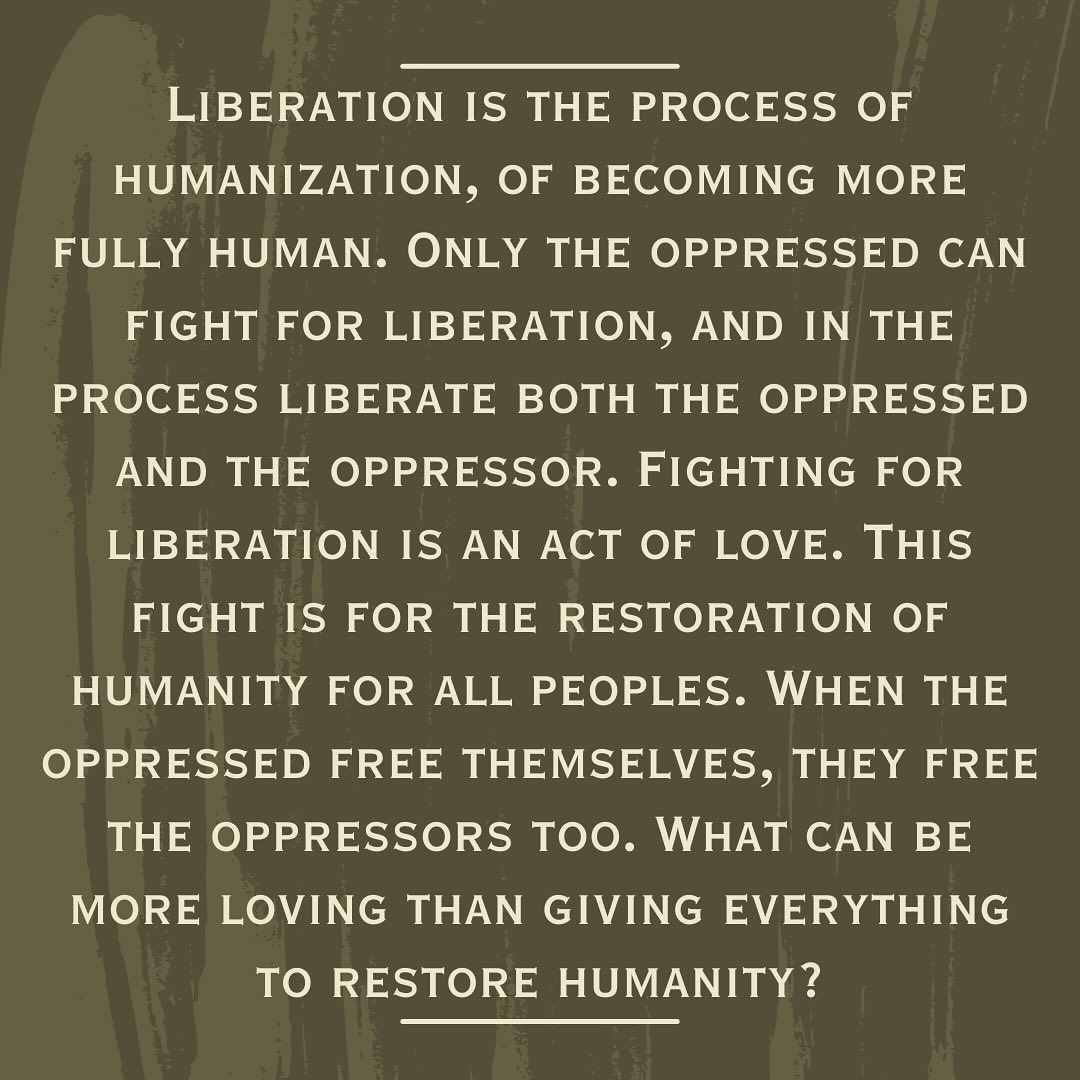 Liberation is the process of
humanization, of becoming more
fully human. Only the oppressed can
fight for liberation, and in the
process liberate both the oppressed
and the oppressor. Fighting for
liberation is an act of love. This
fight is for the restoration of
humanity for all peoples. When the
oppressed free themselves, they free
the oppressors too. What can be
more loving than giving everything
to restore humanity?